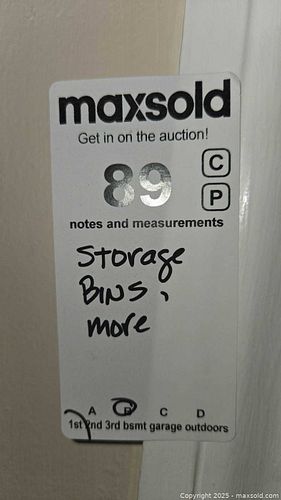 maxsold
Get in on the auction!
89
C
P
notes and measurements
Storage
Bins,
more
A B C D
1st 2nd 3rd bsmt garage outdoors
Copyright 2025 - maxsold.com